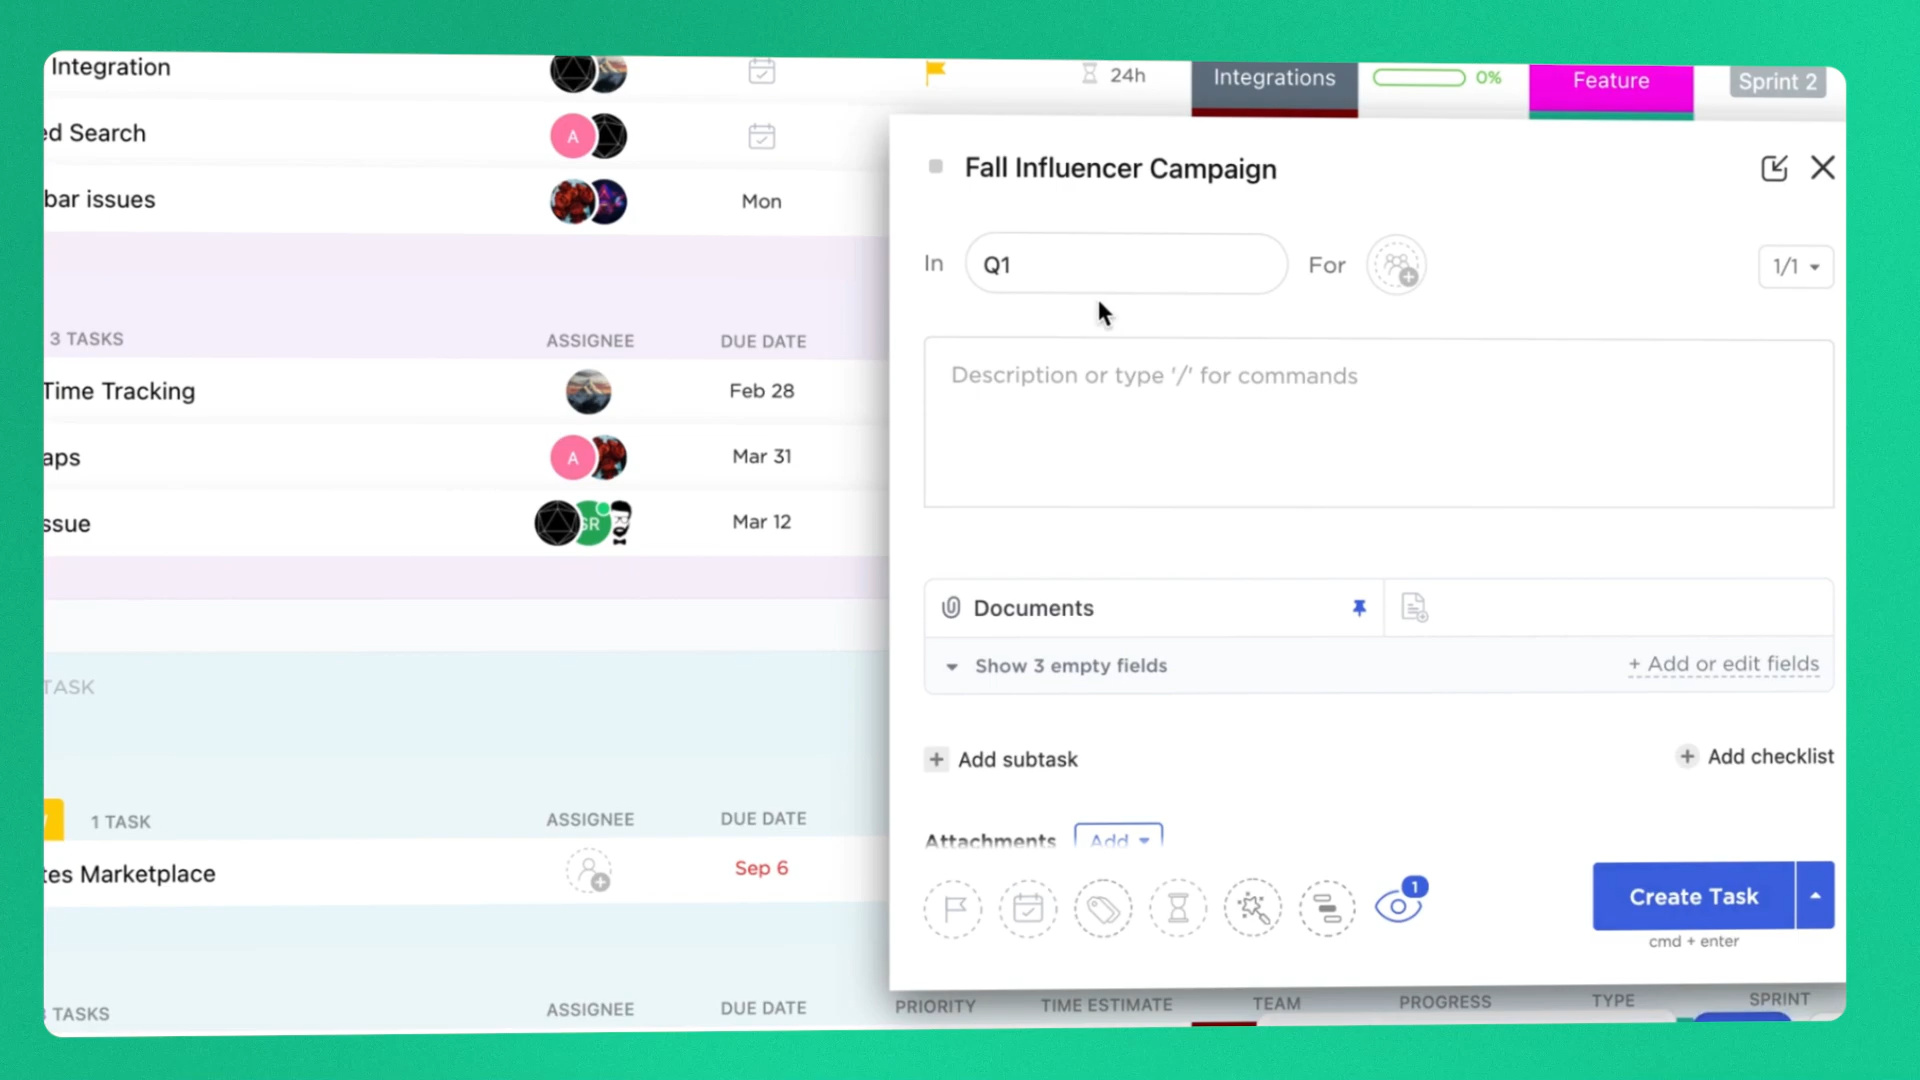 Integration
24h
Integrations
0%
Feature
Sprint 2
ed Search
A
bar issues
Mon
3 TASKS
ASSIGNEE
DUE DATE
Time Tracking
Feb 28
aps
A
Mar 31
ssue
SR
Mar 12
TASK
1 TASK
ASSIGNEE
DUE DATE
tes Marketplace
Sep 6
TASKS
ASSIGNEE
DUE DATE
PRIORITY
TIME ESTIMATE
TEAM
PROGRESS
TYPE
SPRINT
Fall Influencer Campaign
In
Q1
For
1/1
Description or type '/' for commands
Documents
Show 3 empty fields
+ Add or edit fields
+ Add subtask
+ Add checklist
Attachments
Add
1
Create Task
cmd + enter